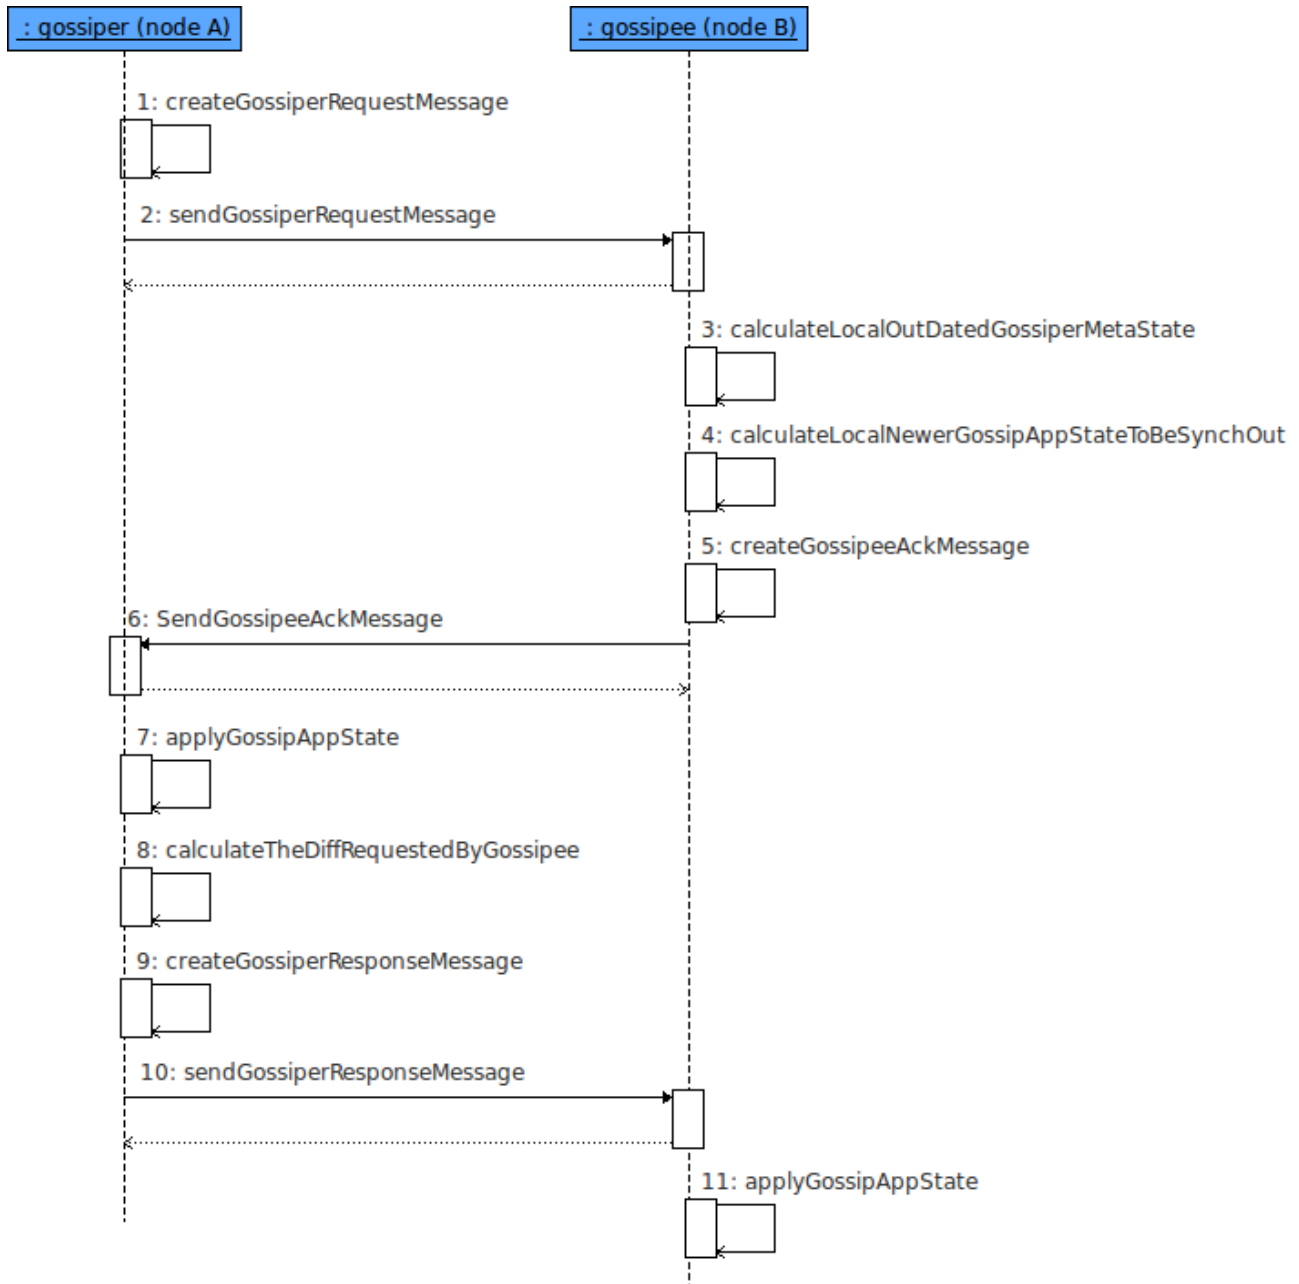 : gossiper (node A)
: gossipee (node B)
1: createGossiperRequestMessage
2: sendGossiperRequestMessage
3: calculateLocalOutDatedGossiperMetaState
4: calculateLocalNewerGossipAppStateToBeSynchOut
5: createGossipeeAckMessage
6: SendGossipeeAckMessage
7: applyGossipAppState
8: calculateTheDiffRequestedByGossipee
9: createGossiperResponseMessage
10: sendGossiperResponseMessage
11: applyGossipAppState